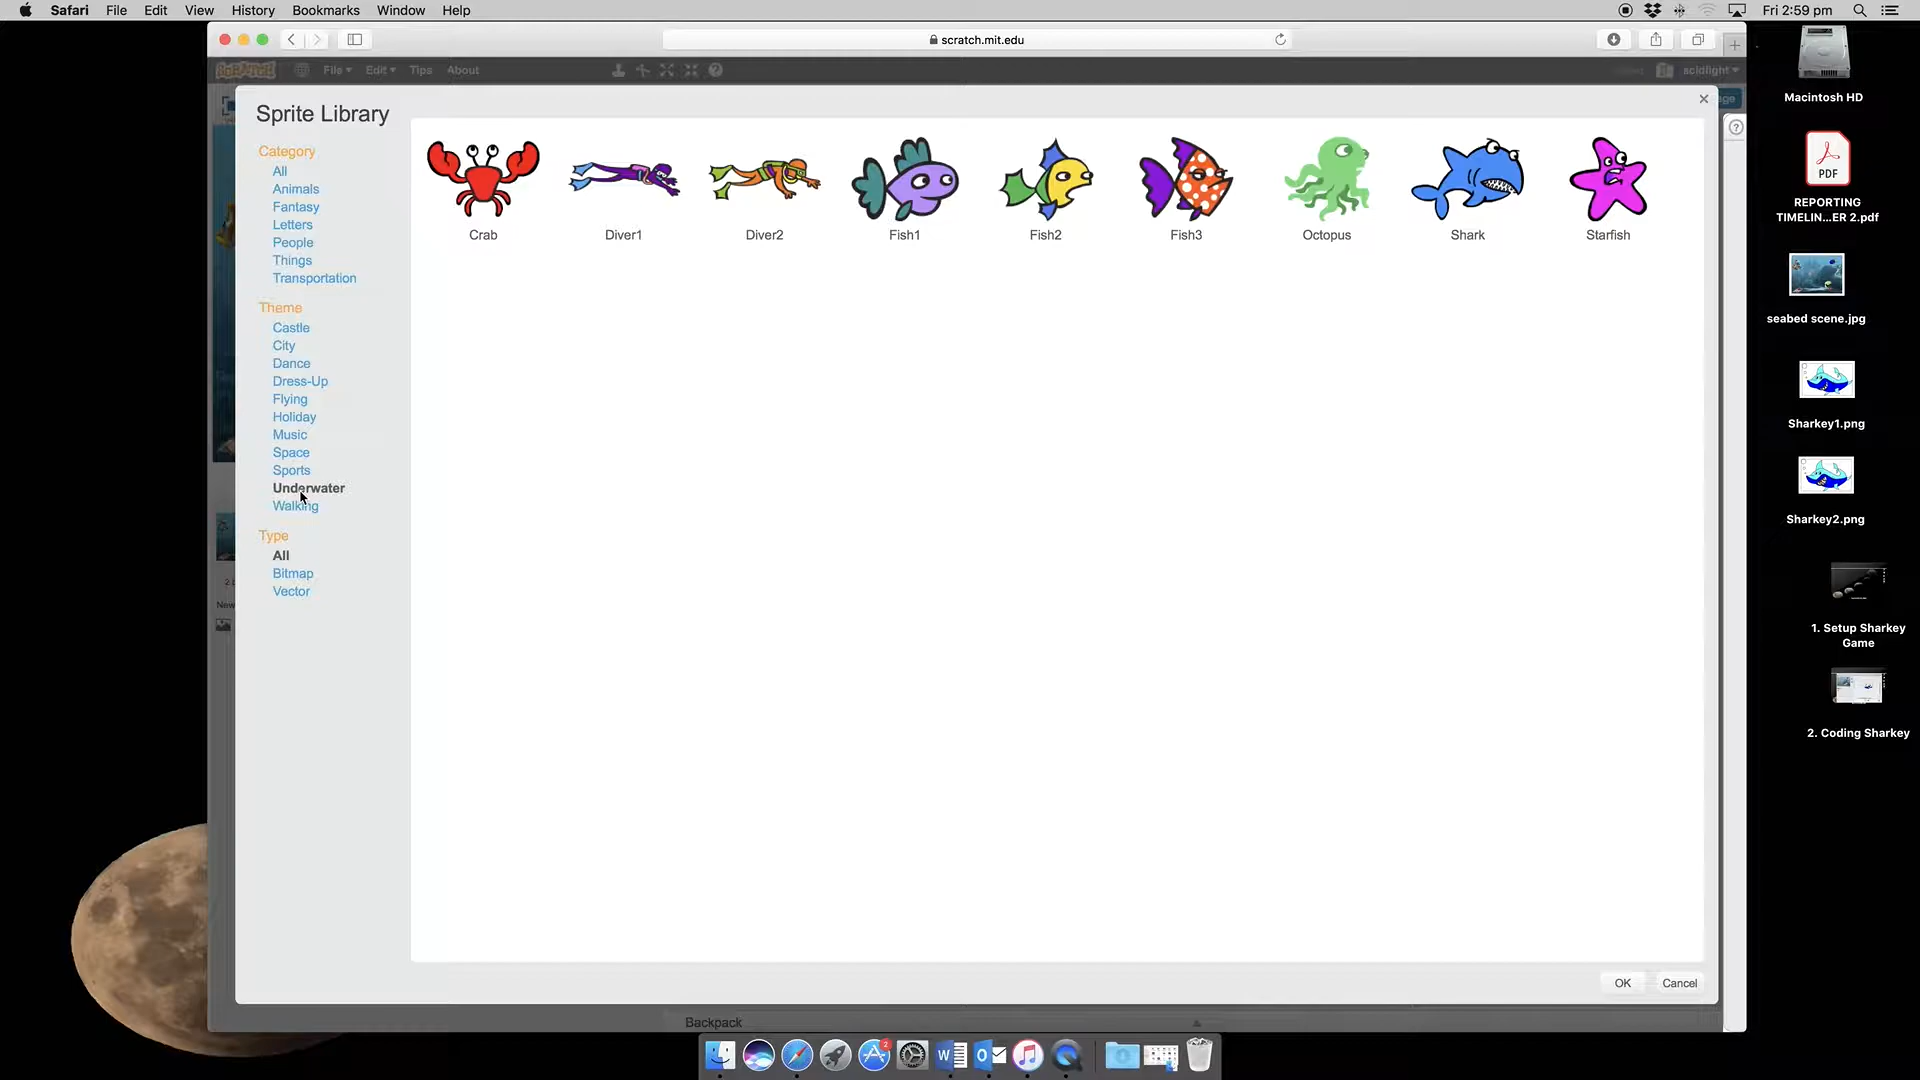 Safari File Edit View History Bookmarks Window Help
Fri 2:59 pm
scratch.mit.edu
SCRATCH File Edit Tips About
scidlight
Sprite Library
Category
All
Animals
Fantasy
Letters
People
Things
Transportation
Theme
Castle
City
Dance
Dress-Up
Flying
Holiday
Music
Space
Sports
Underwater
Walking
Type
All
Bitmap
Vector
Crab
Diver1
Diver2
Fish1
Fish2
Fish3
Octopus
Shark
Starfish
OK
Cancel
New
Backpack
Macintosh HD
PDF
REPORTING
TIMELIN...ER 2.pdf
seabed scene.jpg
Sharkey1.png
Sharkey2.png
1. Setup Sharkey
Game
2. Coding Sharkey
2